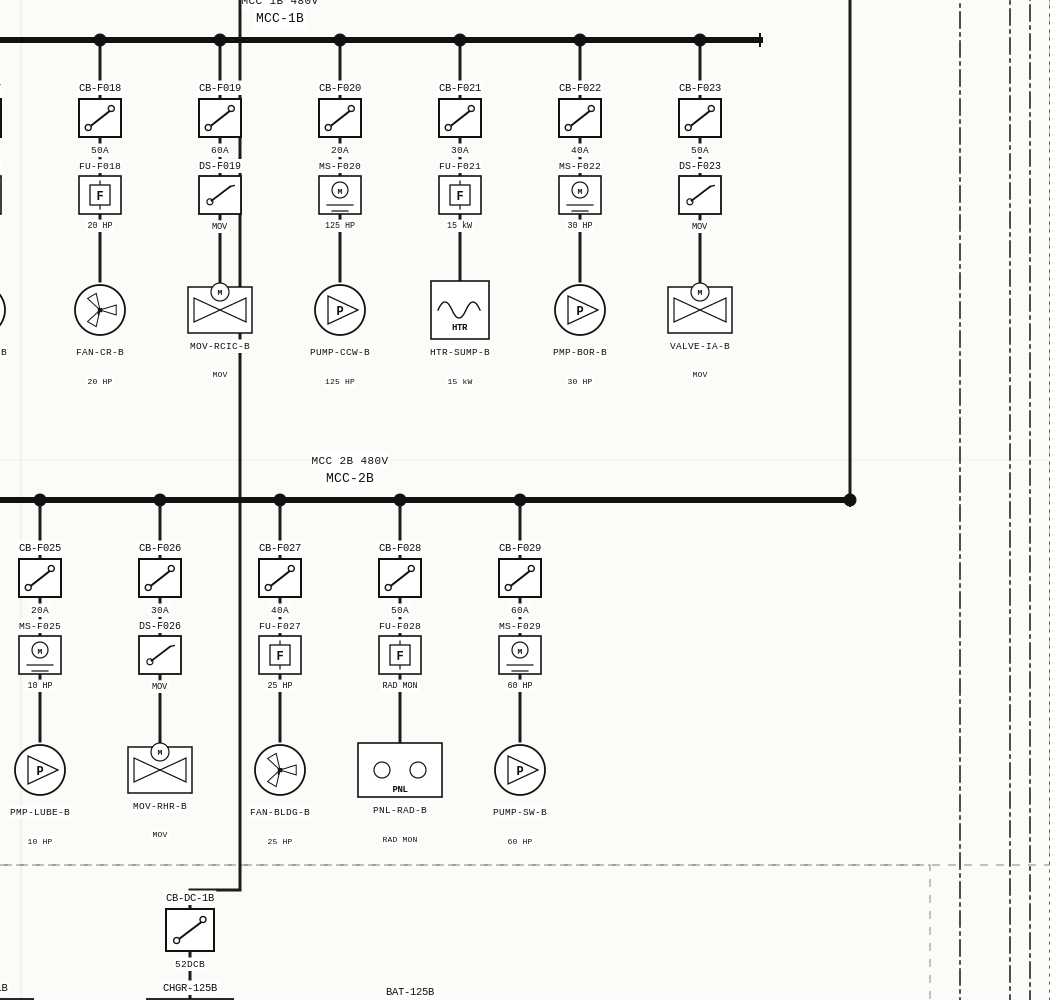 MCC 1B 480V
MCC-1B
CB-F018 CB-F019 CB-F020 CB-F021 CB-F022 CB-F023
50A 60A 20A 30A 40A 50A
FU-F018 DS-F019 MS-F020 FU-F021 MS-F022 DS-F023
F M F M
20 HP MOV 125 HP 15 kW 30 HP MOV
M P HTR P M
B FAN-CR-B MOV-RCIC-B PUMP-CCW-B HTR-SUMP-B PMP-BOR-B VALVE-IA-B
20 HP MOV 125 HP 15 kW 30 HP MOV
MCC 2B 480V
MCC-2B
CB-F025 CB-F026 CB-F027 CB-F028 CB-F029
20A 30A 40A 50A 60A
MS-F025 DS-F026 FU-F027 FU-F028 MS-F029
M F F M
10 HP MOV 25 HP RAD MON 60 HP
P M PNL P
PMP-LUBE-B MOV-RHR-B FAN-BLDG-B PNL-RAD-B PUMP-SW-B
10 HP MOV 25 HP RAD MON 60 HP
CB-DC-1B
52DCB
1B CHGR-125B BAT-125B